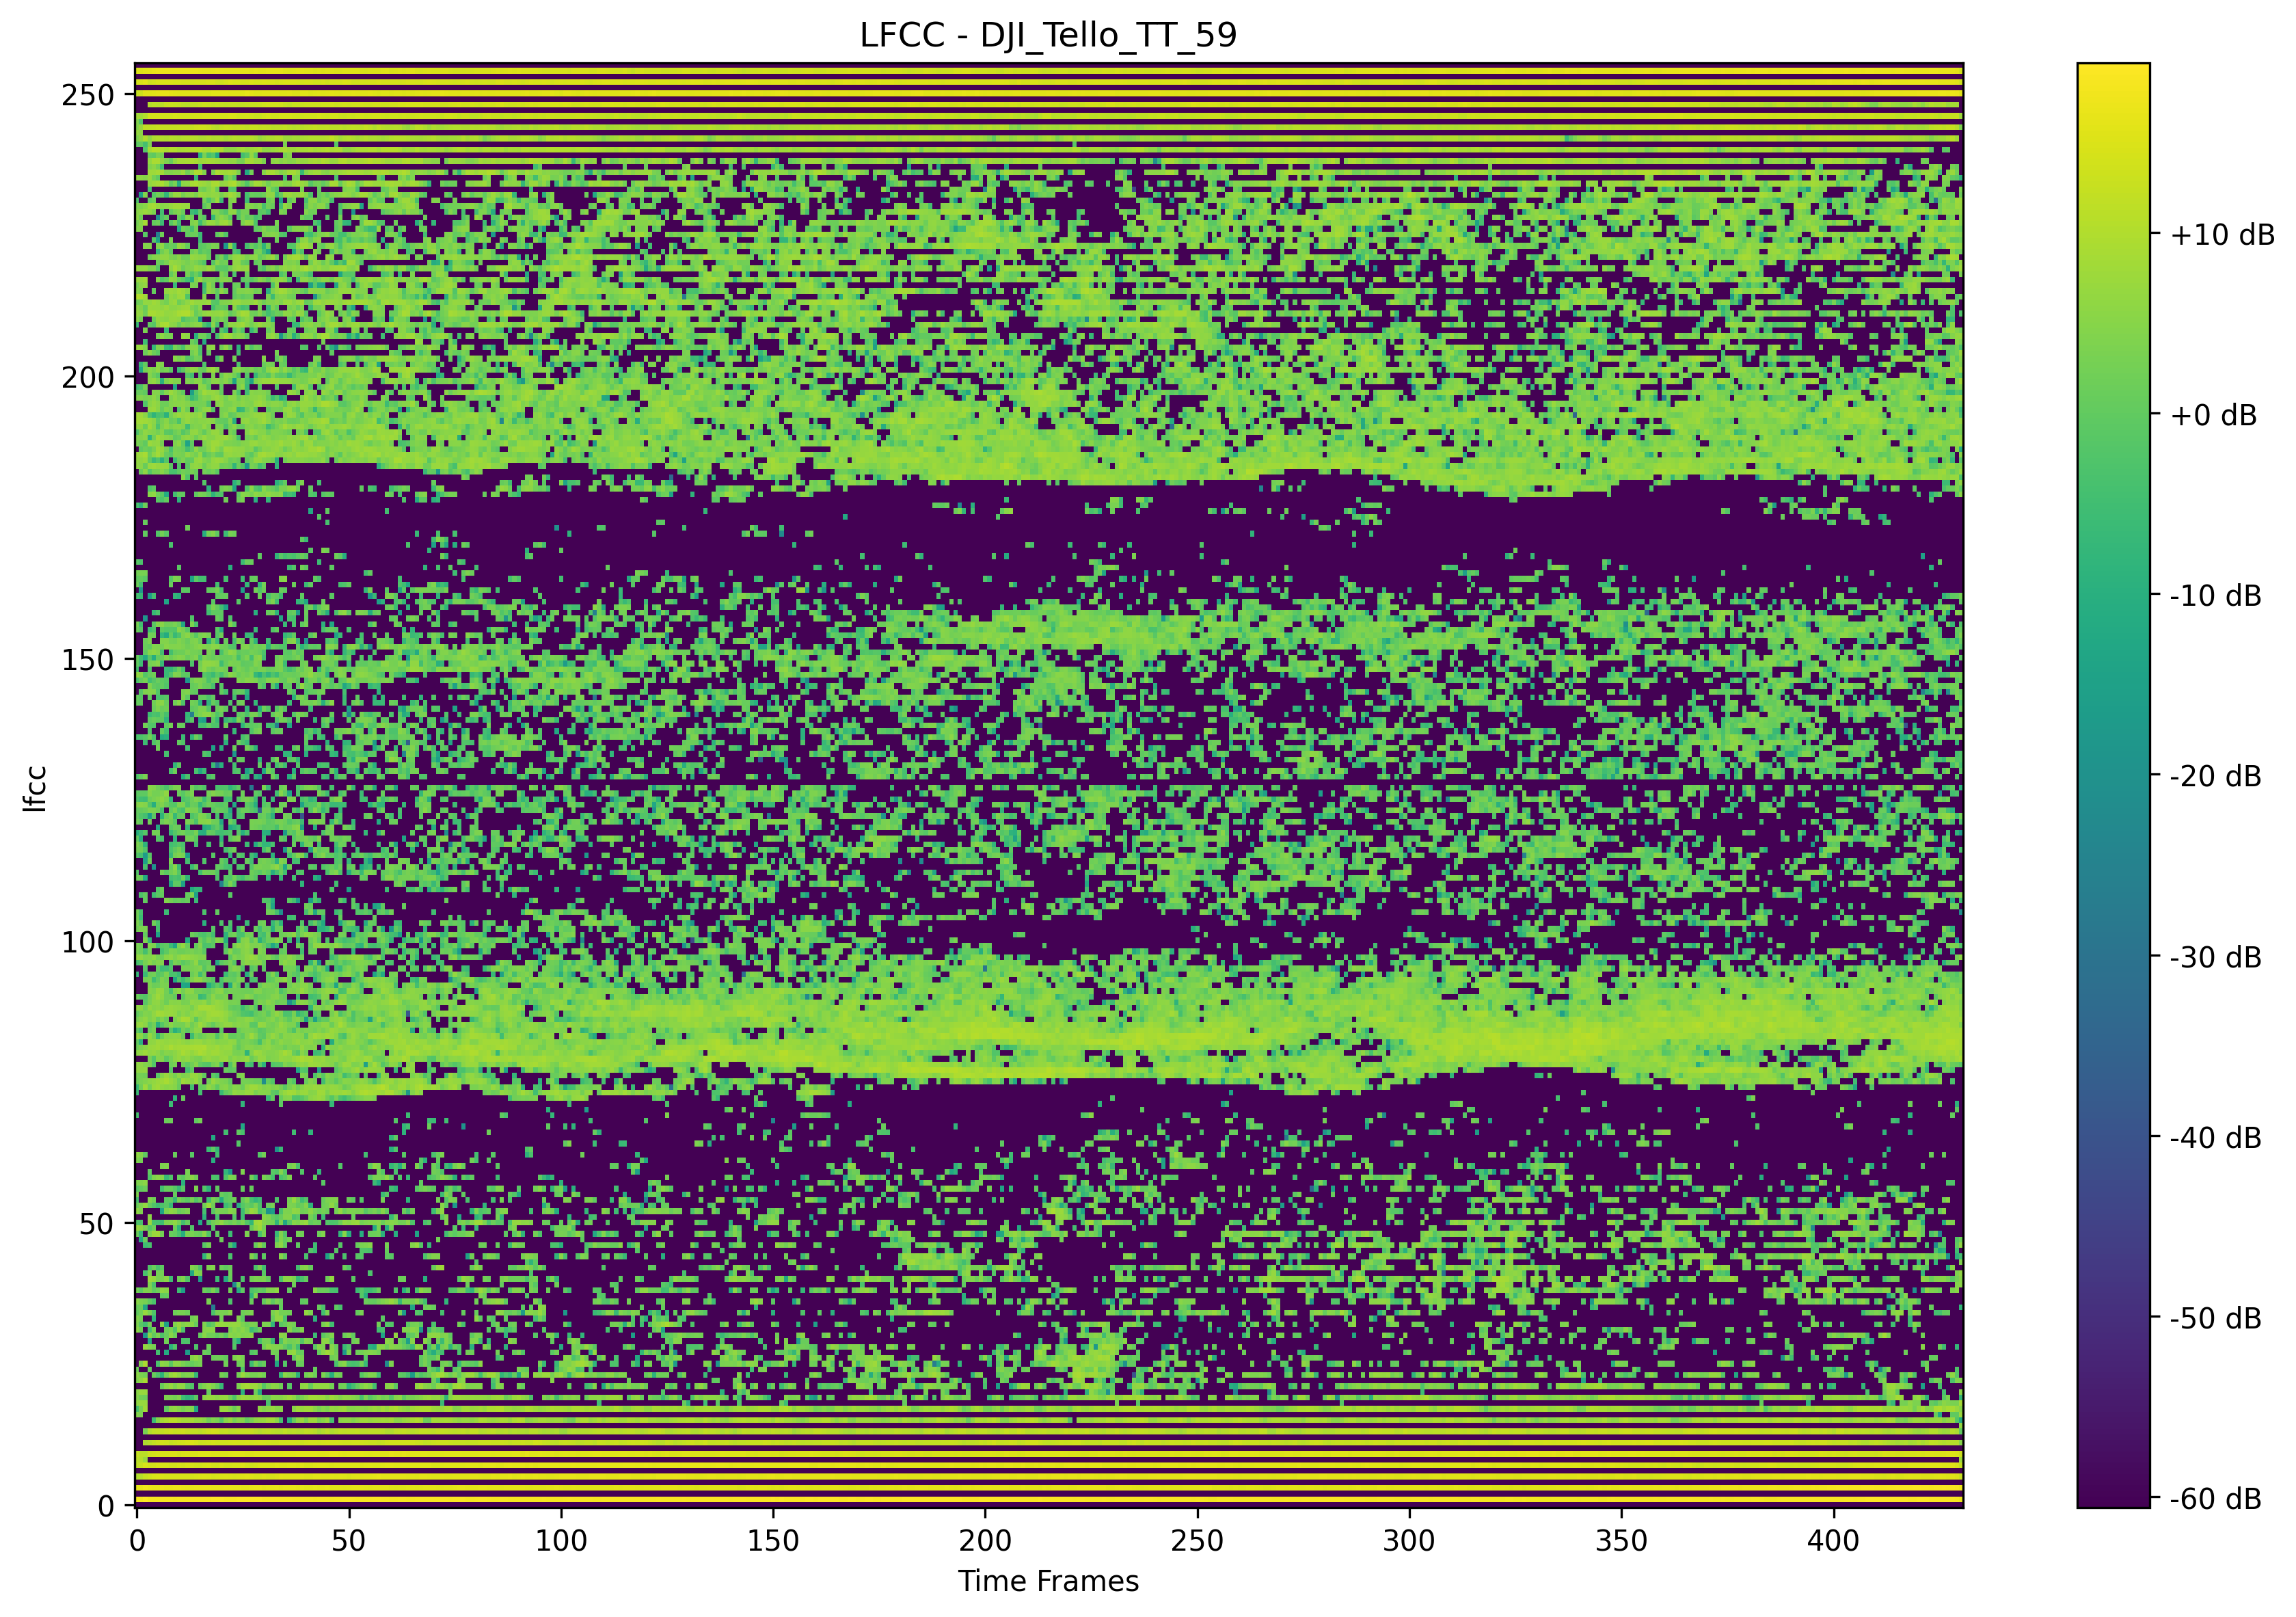 LFCC - DJI_Tello_TT_59
250
200
150
100
50
0
lfcc
0
50
100
150
200
250
300
350
400
Time Frames
+10 dB
+0 dB
-10 dB
-20 dB
-30 dB
-40 dB
-50 dB
-60 dB